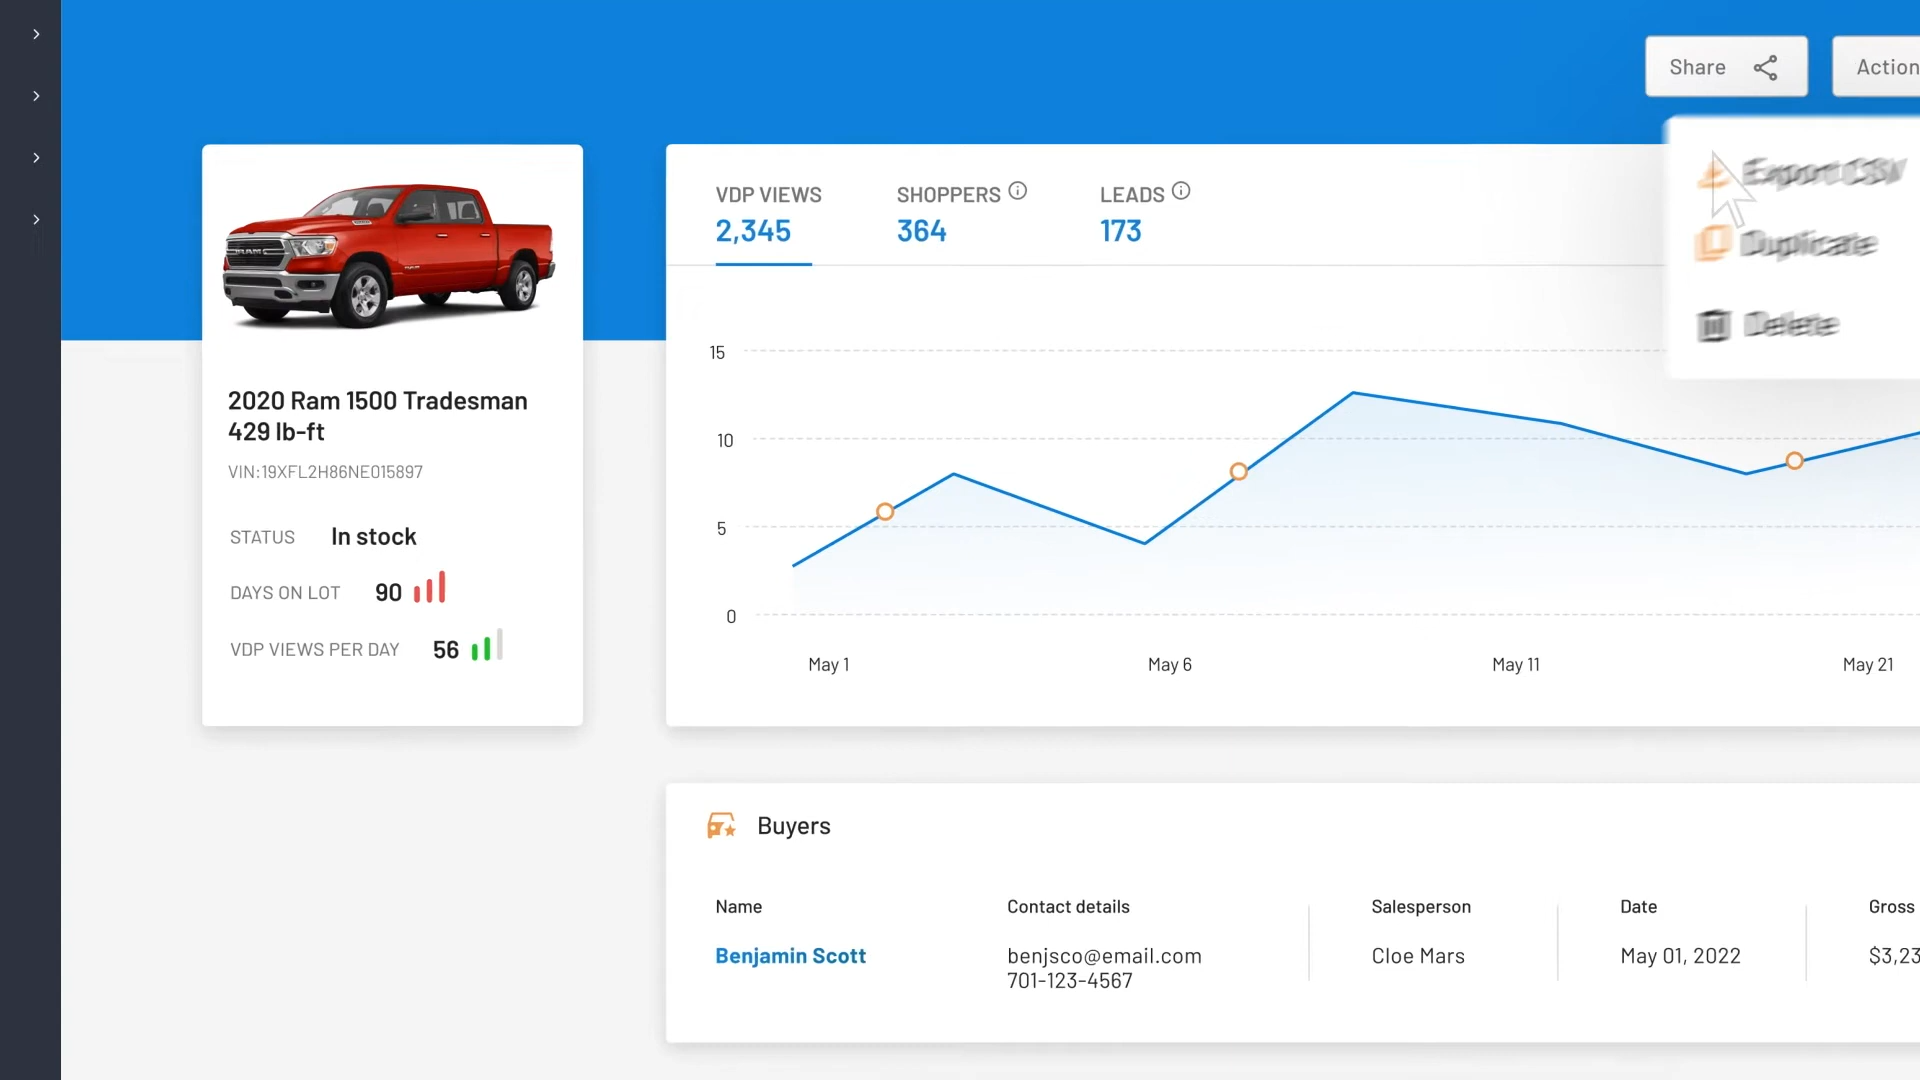 Share
Action
Export CSV
Duplicate
Delete
RAM
2020 Ram 1500 Tradesman
429 lb-ft
VIN:19XFL2H86NE015897
STATUS In stock
DAYS ON LOT 90
VDP VIEWS PER DAY 56
VDP VIEWS SHOPPERS LEADS
2,345 364 173
15
10
5
0
May 1 May 6 May 11 May 21
Buyers
Name Contact details Salesperson Date Gross
Benjamin Scott benjsco@email.com Cloe Mars May 01, 2022 $3,23
701-123-4567